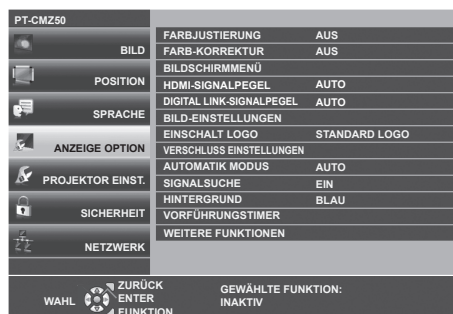 PT-CMZ50
BILD
POSITION
SPRACHE
ANZEIGE OPTION
PROJEKTOR EINST.
SICHERHEIT
NETZWERK
FARBJUSTIERUNG AUS
FARB-KORREKTUR AUS
BILDSCHIRMMENÜ
HDMI-SIGNALPEGEL AUTO
DIGITAL LINK-SIGNALPEGEL AUTO
BILD-EINSTELLUNGEN
EINSCHALT LOGO STANDARD LOGO
VERSCHLUSS EINSTELLUNGEN
AUTOMATIK MODUS AUTO
SIGNALSUCHE EIN
HINTERGRUND BLAU
VORFÜHRUNGSTIMER
WEITERE FUNKTIONEN
WAHL
ZURÜCK
ENTER
FUNKTION
GEWÄHLTE FUNKTION:
INAKTIV